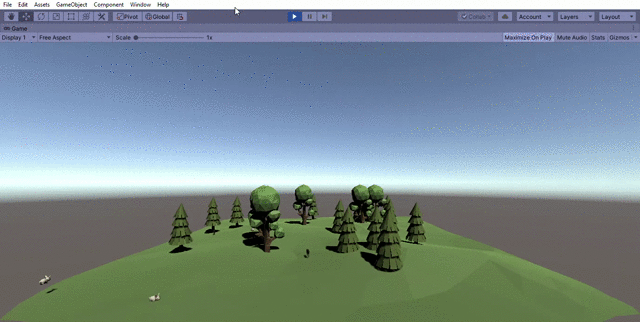 File Edit Assets GameObject Component Window Help
Pivot Global Collab Account Layers Layout
Game
Display 1 Free Aspect Scale 1x Maximize On Play Mute Audio Stats Gizmos